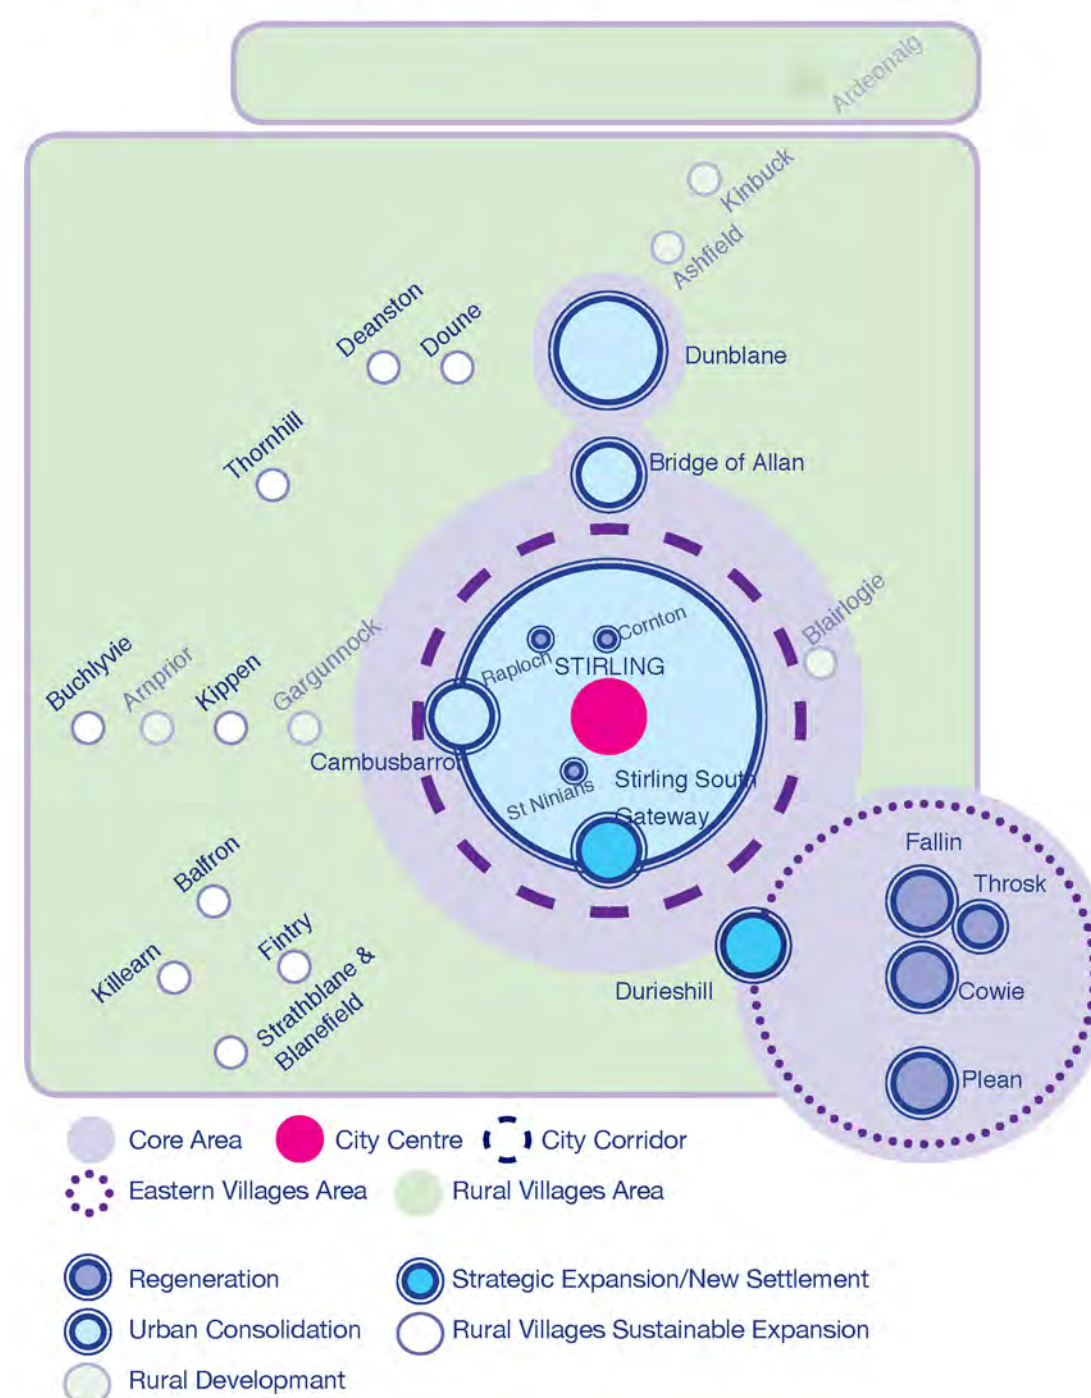 Ardeonaig
Kinbuck
Ashfield
Deanston
Doune
Dunblane
Thornhill
Bridge of Allan
Blairlogie
Cornton
Raploch
STIRLING
Buchlyvie
Arnprior
Kippen
Gargunnock
Cambusbarron
St Ninians
Stirling South
Gateway
Fallin
Throsk
Balfron
Killearn
Fintry
Strathblane &
Blanefield
Durieshill
Cowie
Plean
Core Area
City Centre
City Corridor
Eastern Villages Area
Rural Villages Area
Regeneration
Strategic Expansion/New Settlement
Urban Consolidation
Rural Villages Sustainable Expansion
Rural Development